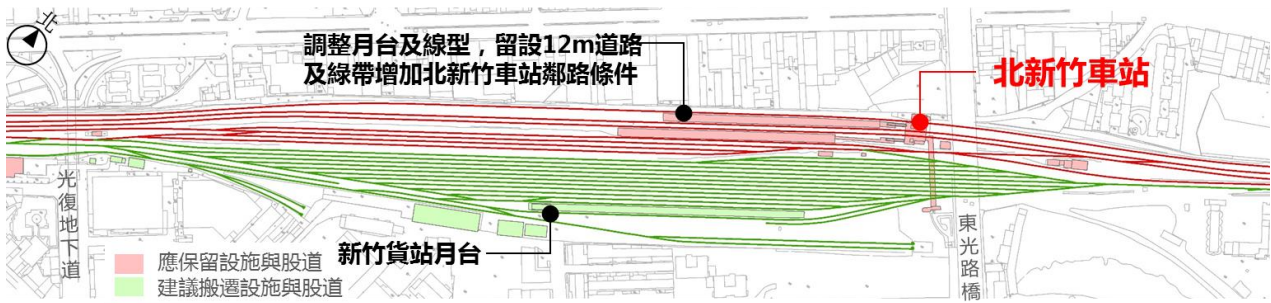 北
調整月台及線型，留設12m道路
及綠帶增加北新竹車站鄰路條件
北新竹車站
光復地下道
新竹貨站月台
東光路橋
應保留設施與股道
建議搬遷設施與股道